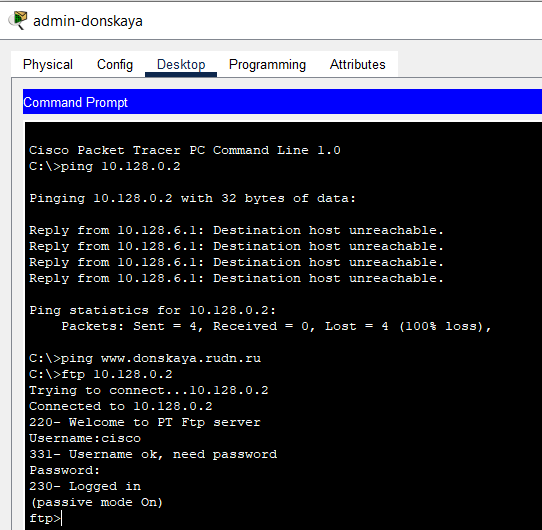 admin-donskaya
Physical Config Desktop Programming Attributes
Command Prompt
Cisco Packet Tracer PC Command Line 1.0
C:\>ping 10.128.0.2
Pinging 10.128.0.2 with 32 bytes of data:
Reply from 10.128.6.1: Destination host unreachable.
Reply from 10.128.6.1: Destination host unreachable.
Reply from 10.128.6.1: Destination host unreachable.
Reply from 10.128.6.1: Destination host unreachable.
Ping statistics for 10.128.0.2:
    Packets: Sent = 4, Received = 0, Lost = 4 (100% loss),
C:\>ping www.donskaya.rudn.ru
C:\>ftp 10.128.0.2
Trying to connect...10.128.0.2
Connected to 10.128.0.2
220- Welcome to PT Ftp server
Username:cisco
331- Username ok, need password
Password:
230- Logged in
(passive mode On)
ftp>